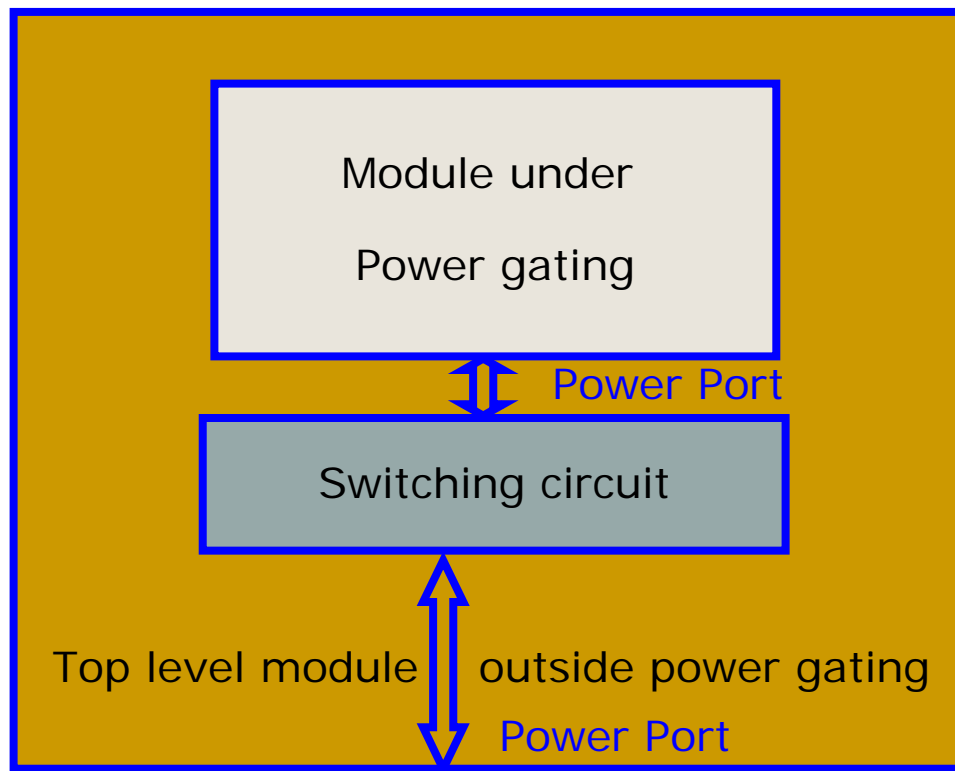 Module under
Power gating
Power Port
Switching circuit
Top level module outside power gating
Power Port